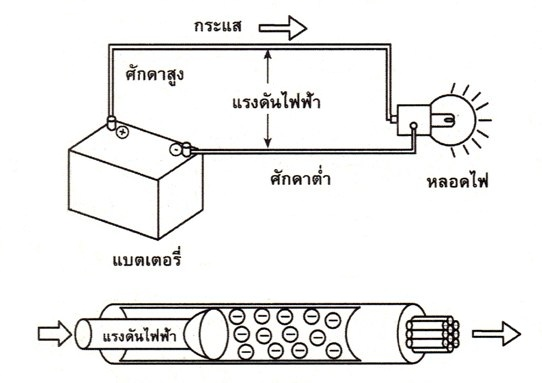 กระแส
ศักดาสูง
แรงดันไฟฟ้า
ศักดาต่ำ
หลอดไฟ
แบตเตอรี่
แรงดันไฟฟ้า